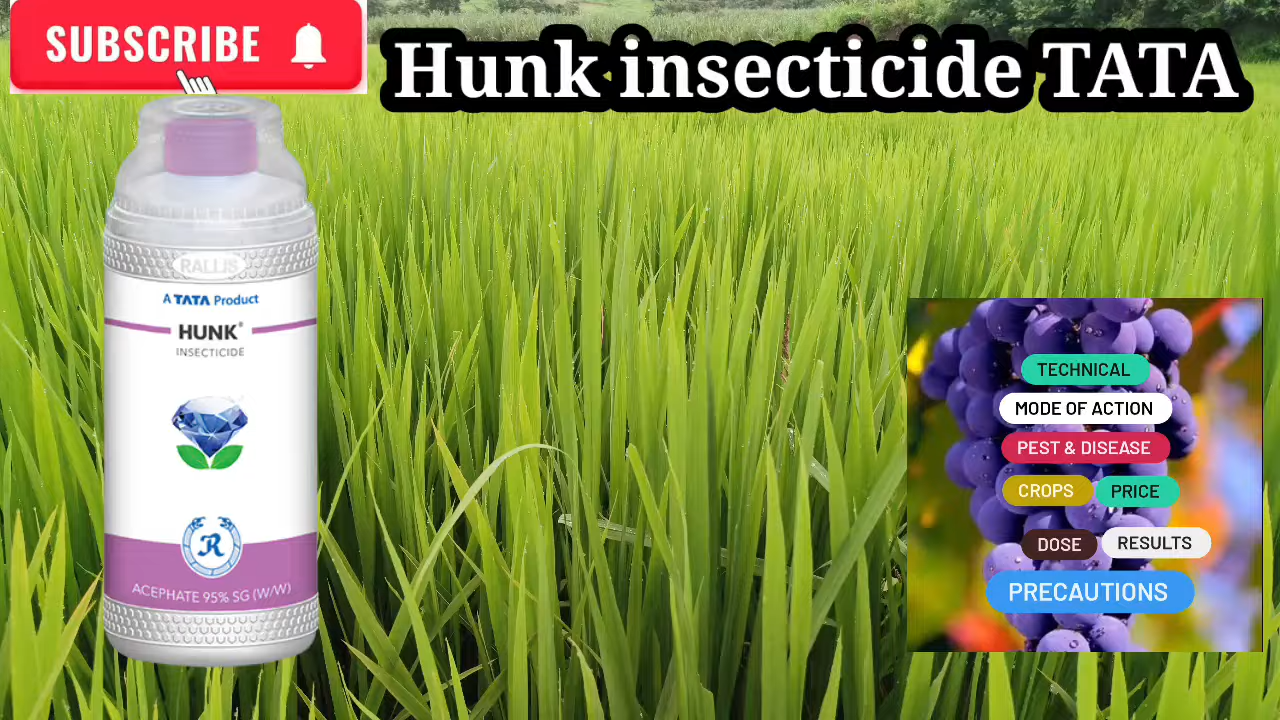 SUBSCRIBE
Hunk insecticide TATA
RALLIS
A TATA Product
HUNK®
INSECTICIDE
R
ACEPHATE 95% SG (W/W)
TECHNICAL
MODE OF ACTION
PEST & DISEASE
CROPS PRICE
DOSE RESULTS
PRECAUTIONS